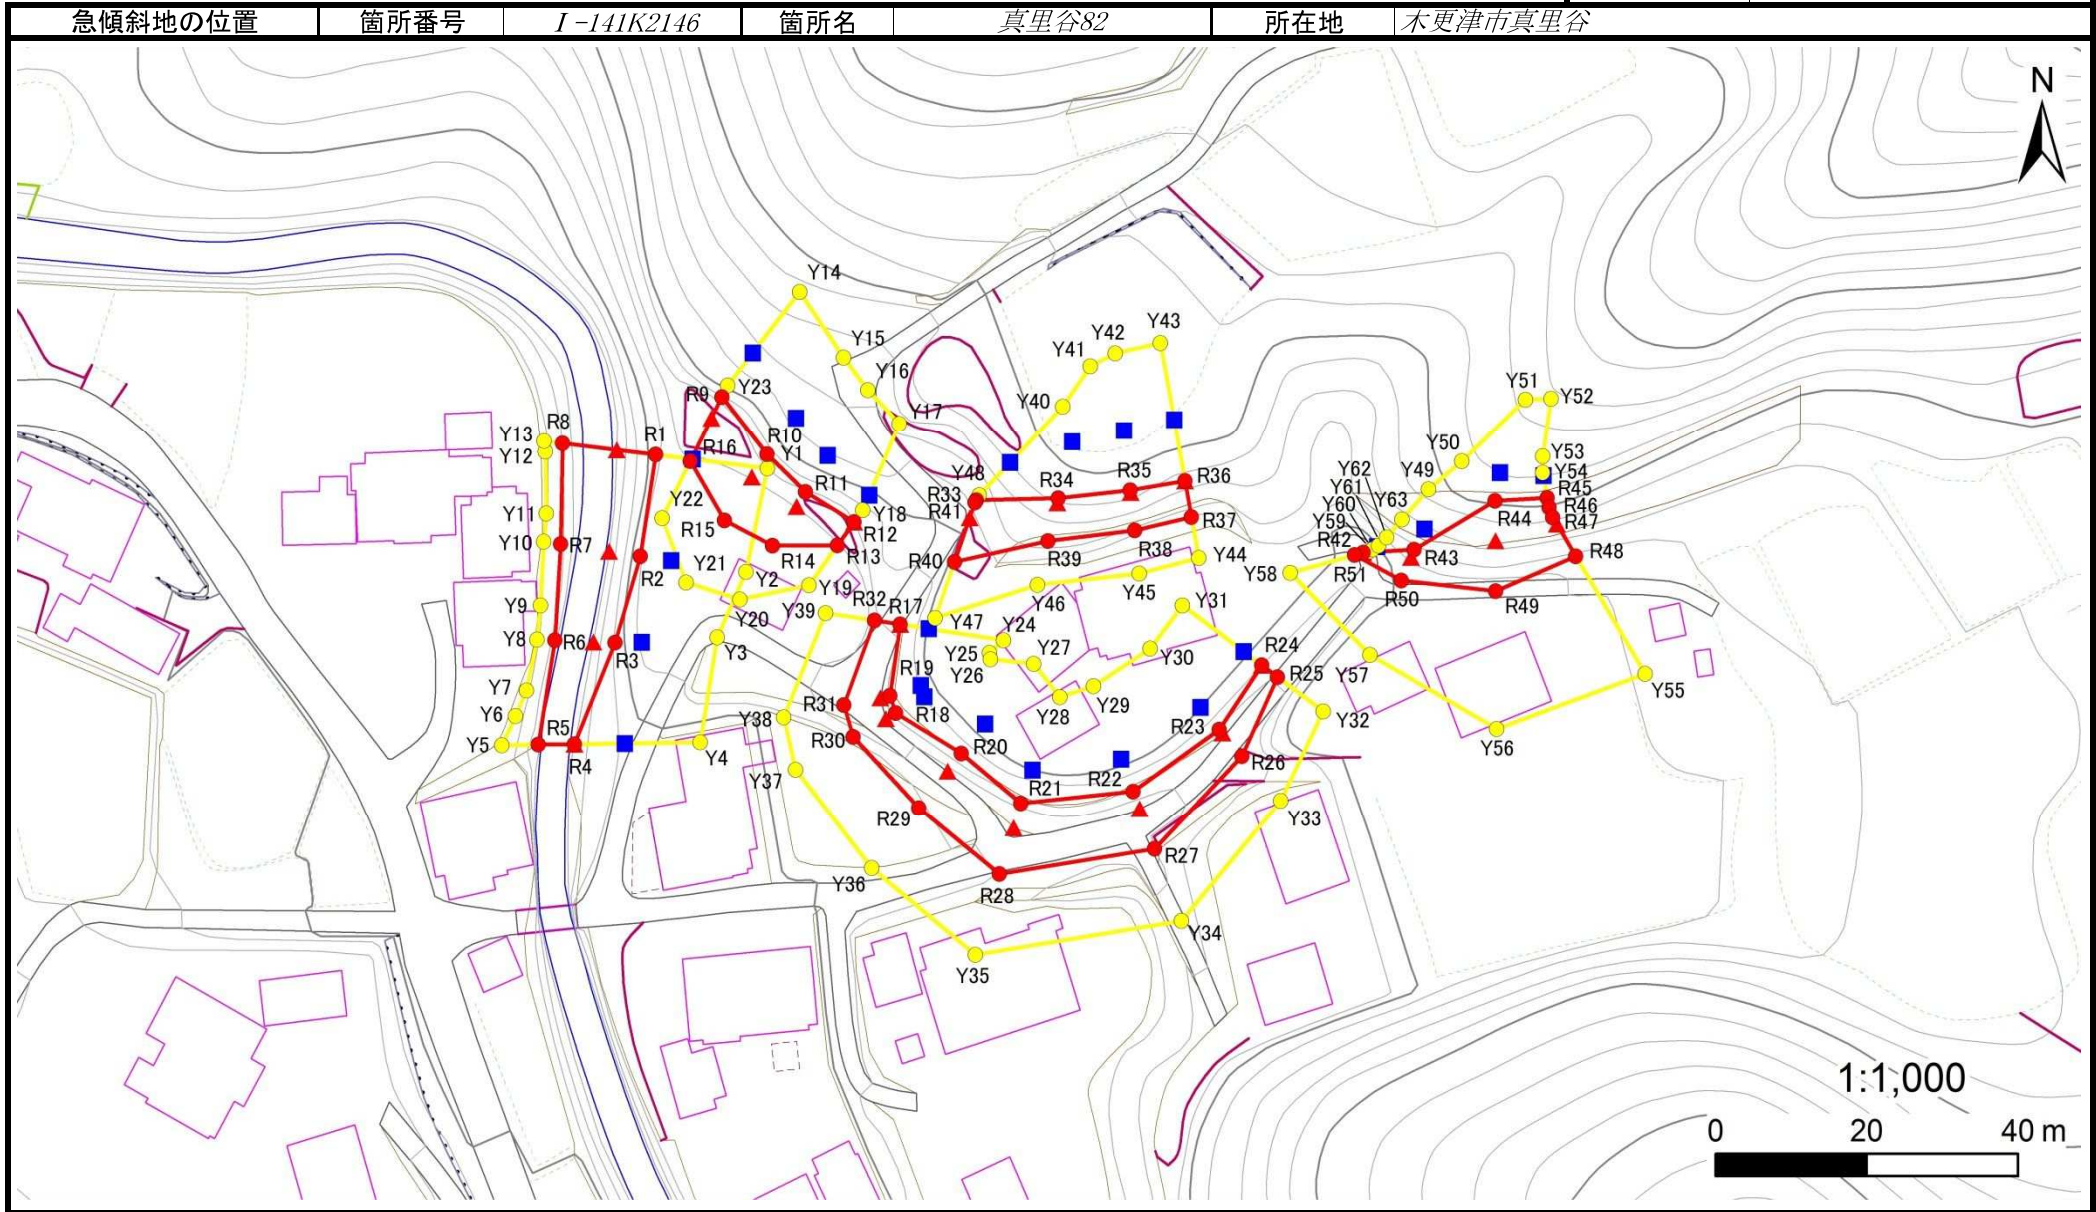 急傾斜地の位置 箇所番号 Ⅰ-141K2146 箇所名 真里谷82 所在地 木更津市真里谷
N
Y14
Y15
Y16
Y17
Y23
R9
R10
Y1
R16
R11
Y18
R12
R13
R14
R15
Y22
Y21
Y2
Y19
Y20
Y3
Y4
Y13
R8
Y12
R1
Y11
Y10
R7
R2
Y9
Y8
R6
R3
Y7
Y6
Y5
R5
R4
Y43
Y42
Y41
Y40
Y48
R33
R34
R35
R36
R41
R37
R38
R39
R40
Y44
Y45
Y46
Y47
Y39
R32
R17
Y24
Y25
Y26
Y27
Y31
Y30
Y29
Y28
R24
R25
R19
R18
R31
R30
Y38
Y37
R20
R21
R22
R23
R26
Y32
Y33
R29
R27
R28
Y36
Y35
Y34
Y51
Y52
Y50
Y53
Y54
Y49
Y62
Y61
Y63
Y60
Y59
R42
R43
R44
R45
R46
R47
R48
R51
R50
R49
Y58
Y57
Y56
Y55
1:1,000
0 20 40 m